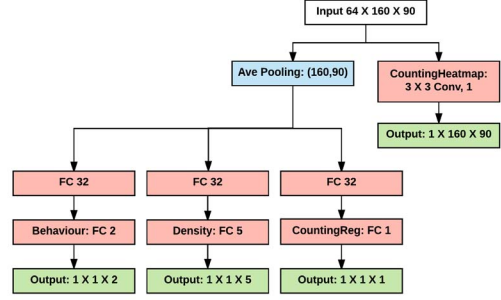 Input 64 X 160 X 90
Ave Pooling: (160,90)
CountingHeatmap:
3 X 3 Conv, 1
Output: 1 X 160 X 90
FC 32
FC 32
FC 32
Behaviour: FC 2
Density: FC 5
CountingReg: FC 1
Output: 1 X 1 X 2
Output: 1 X 1 X 5
Output: 1 X 1 X 1